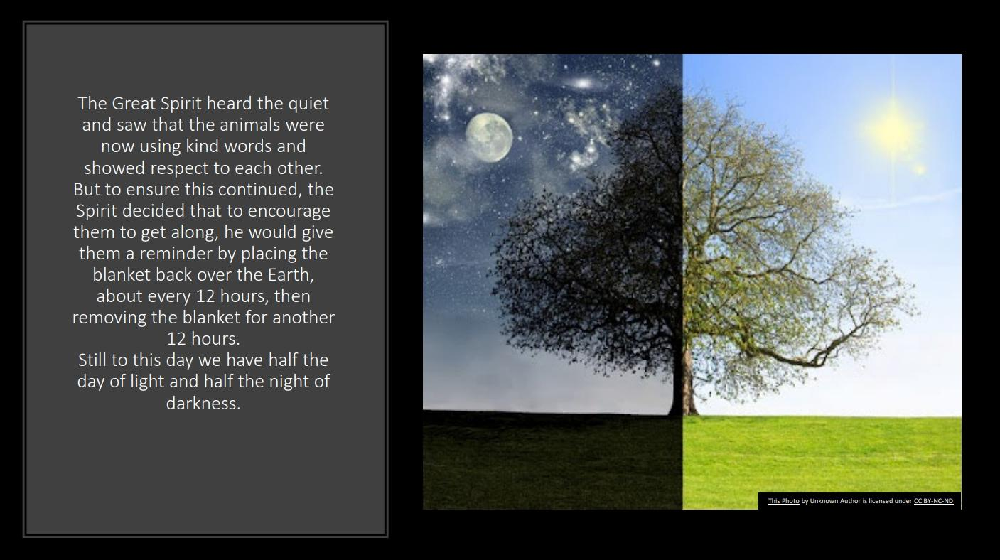 The Great Spirit heard the quiet
and saw that the animals were
now using kind words and
showed respect to each other.
But to ensure this continued, the
Spirit decided that to encourage
them to get along, he would give
them a reminder by placing the
blanket back over the Earth,
about every 12 hours, then
removing the blanket for another
12 hours.
Still to this day we have half the
day of light and half the night of
darkness.
This Photo by Unknown Author is licensed under CC BY-NC-ND